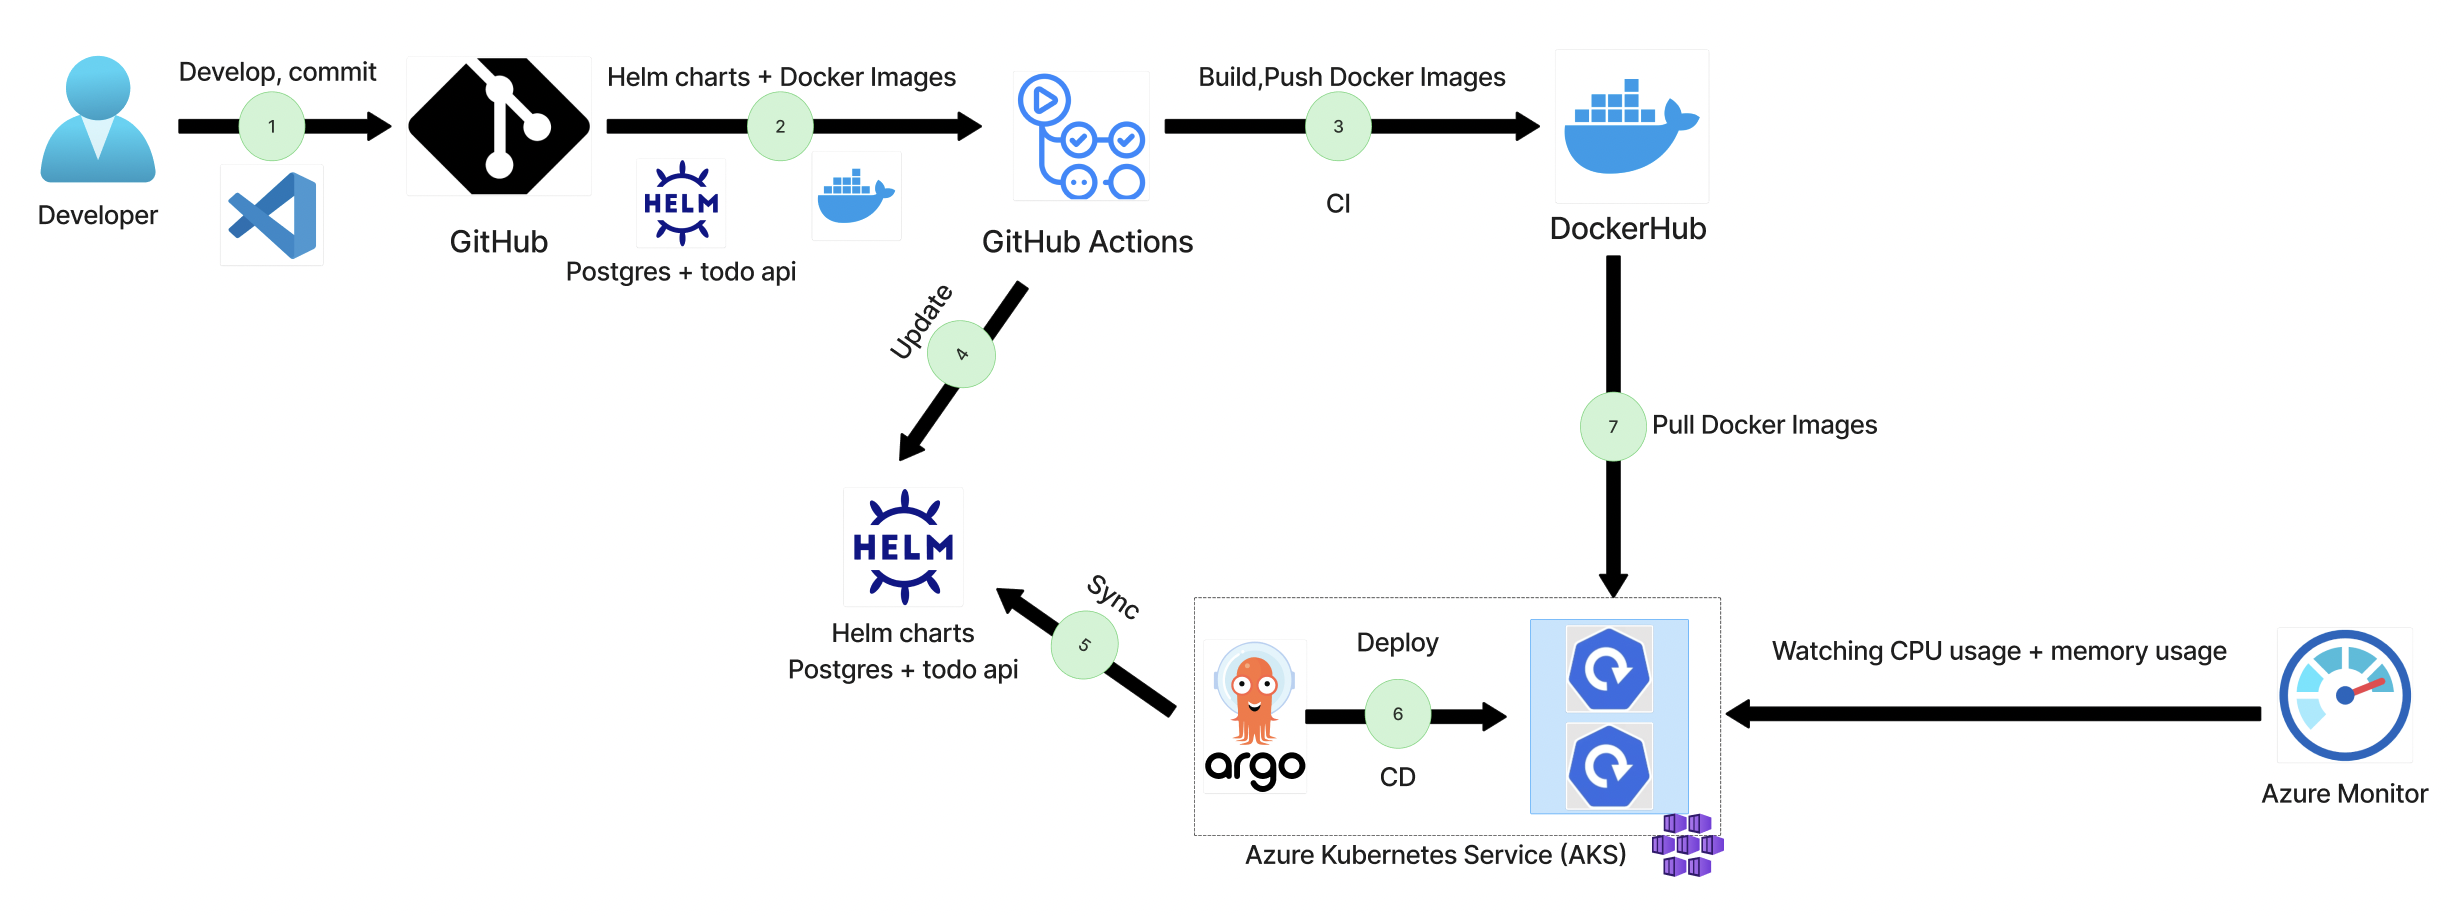 Develop, commit
1
Developer
GitHub
Helm charts + Docker Images
2
HELM
Postgres + todo api
GitHub Actions
Build,Push Docker Images
3
CI
DockerHub
Update
4
HELM
Helm charts
Postgres + todo api
Sync
5
7
Pull Docker Images
argo
Deploy
6
CD
Azure Kubernetes Service (AKS)
Watching CPU usage + memory usage
Azure Monitor